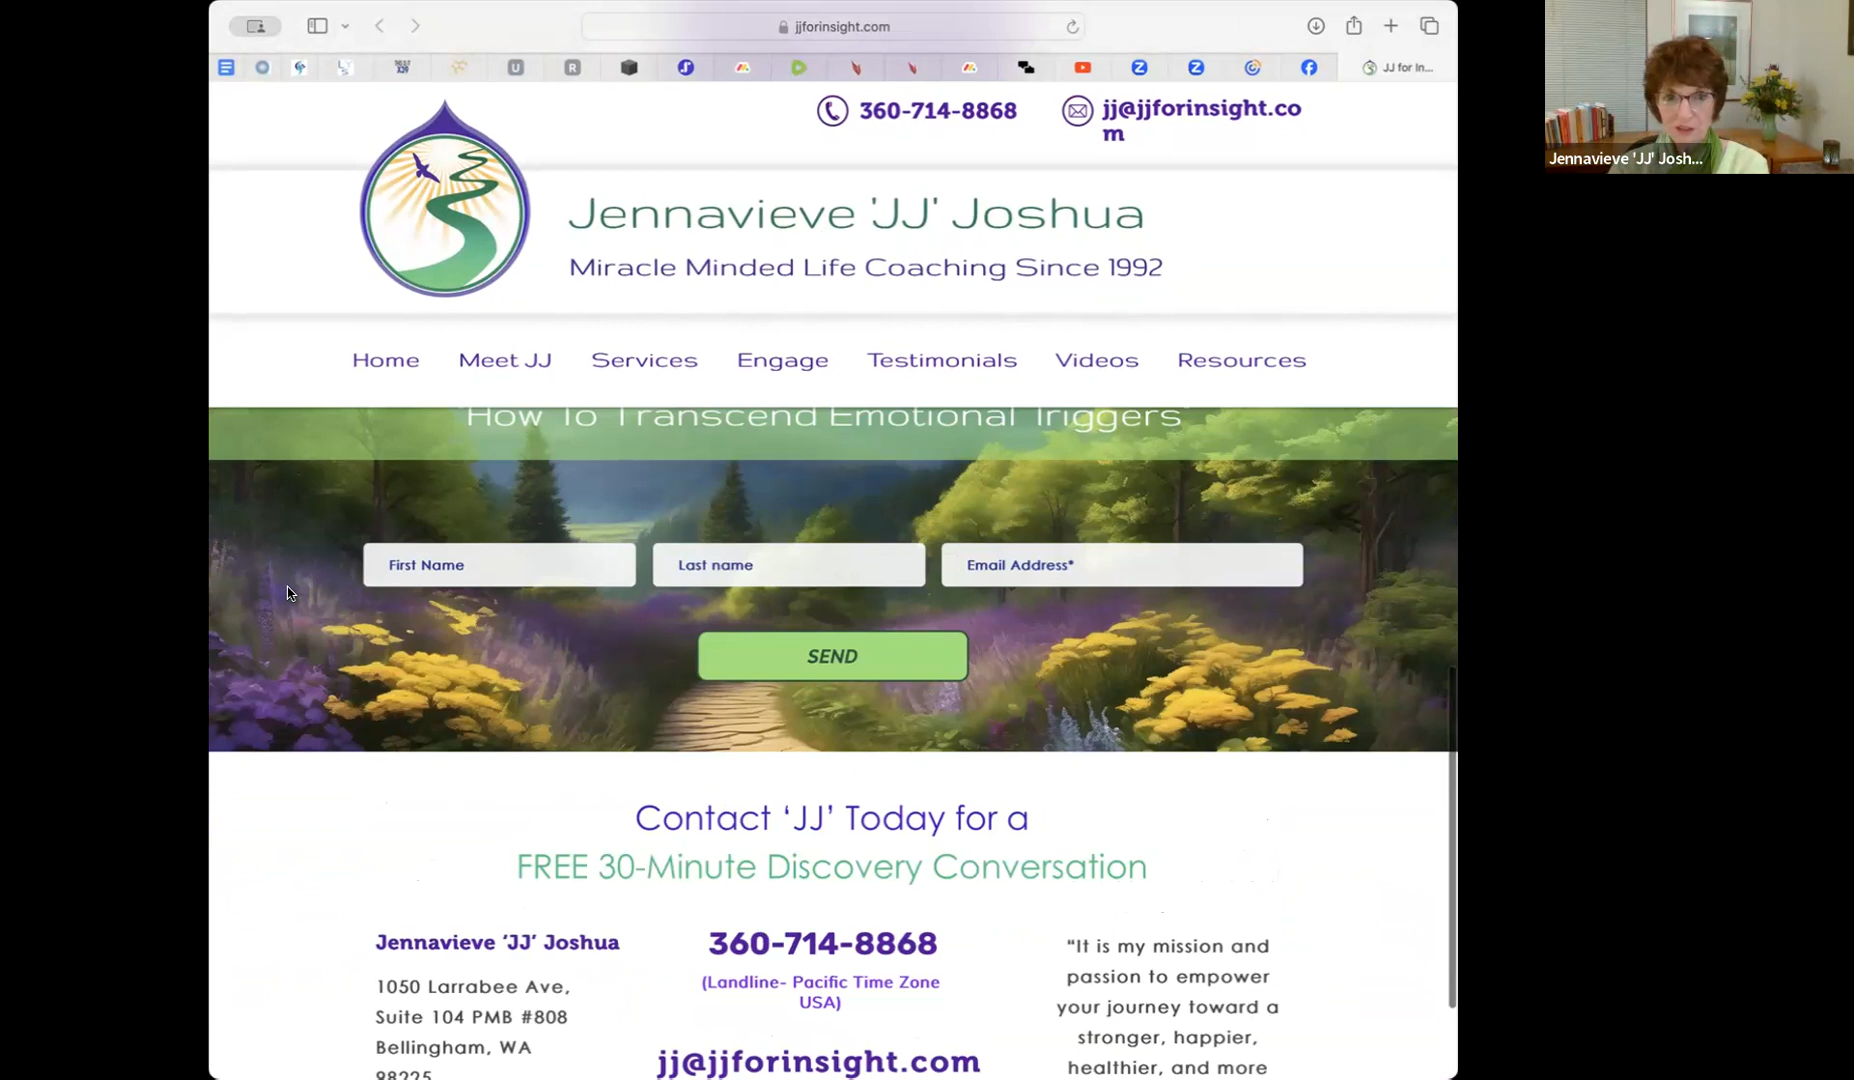 jjforinsight.com
JJ for In...
360-714-8868
jj@jjforinsight.co
m
Jennavieve 'JJ' Joshua
Miracle Minded Life Coaching Since 1992
Home Meet JJ Services Engage Testimonials Videos Resources
"How To Transcend Emotional Triggers"
First Name Last name Email Address*
SEND
Contact ‘JJ’ Today for a
FREE 30-Minute Discovery Conversation
Jennavieve ‘JJ’ Joshua
1050 Larrabee Ave,
Suite 104 PMB #808
Bellingham, WA
98225
360-714-8868
(Landline- Pacific Time Zone
USA)
jj@jjforinsight.com
“It is my mission and
passion to empower
your journey toward a
stronger, happier,
healthier, and more
Jennavieve 'JJ' Josh...